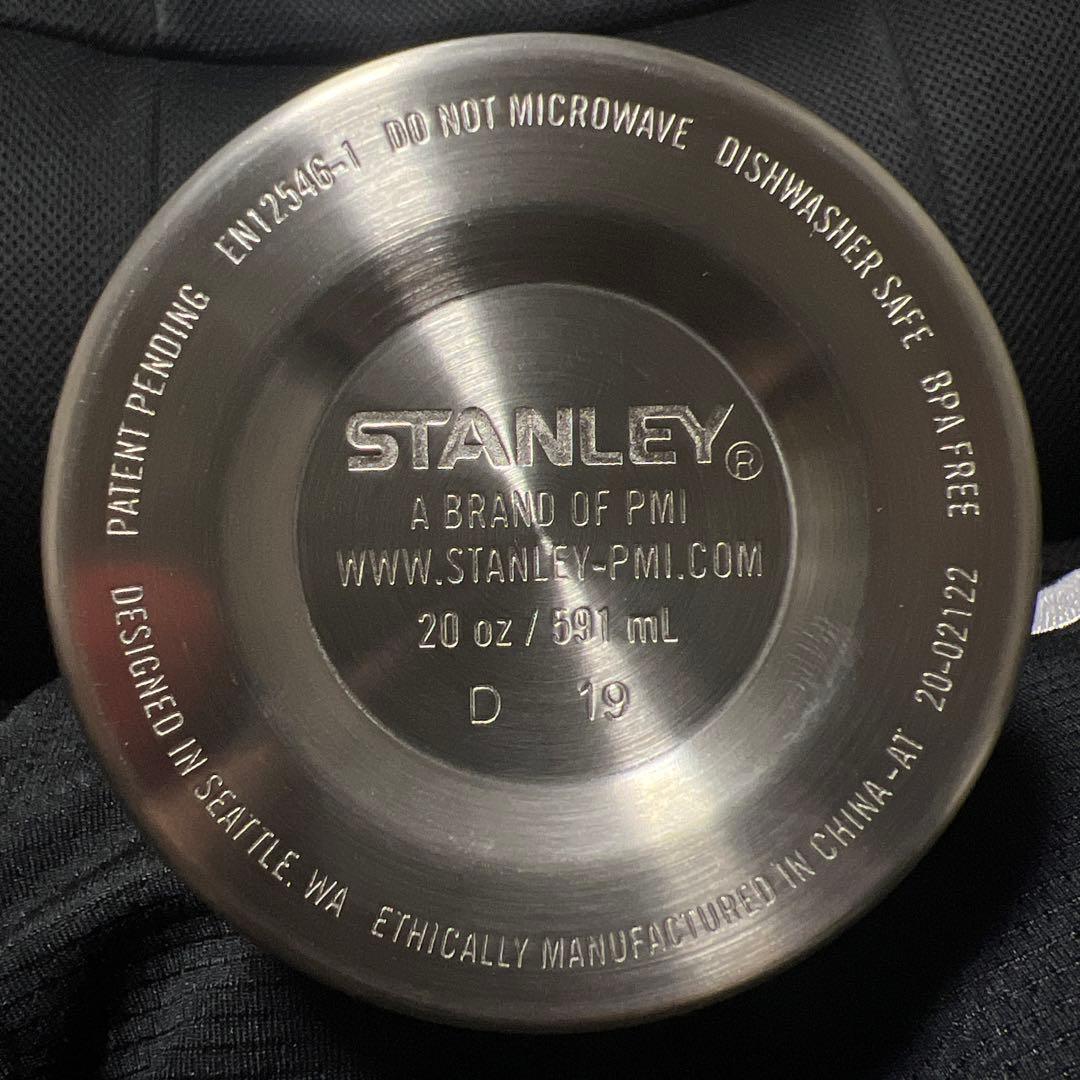 STANLEY®
A BRAND OF PMI
WWW.STANLEY-PMI.COM
20 oz / 591 mL
D 19
PATENT PENDING EN12546-1 DO NOT MICROWAVE DISHWASHER SAFE BPA FREE
DESIGNED IN SEATTLE. WA ETHICALLY MANUFACTURED IN CHINA-AT 20-02122